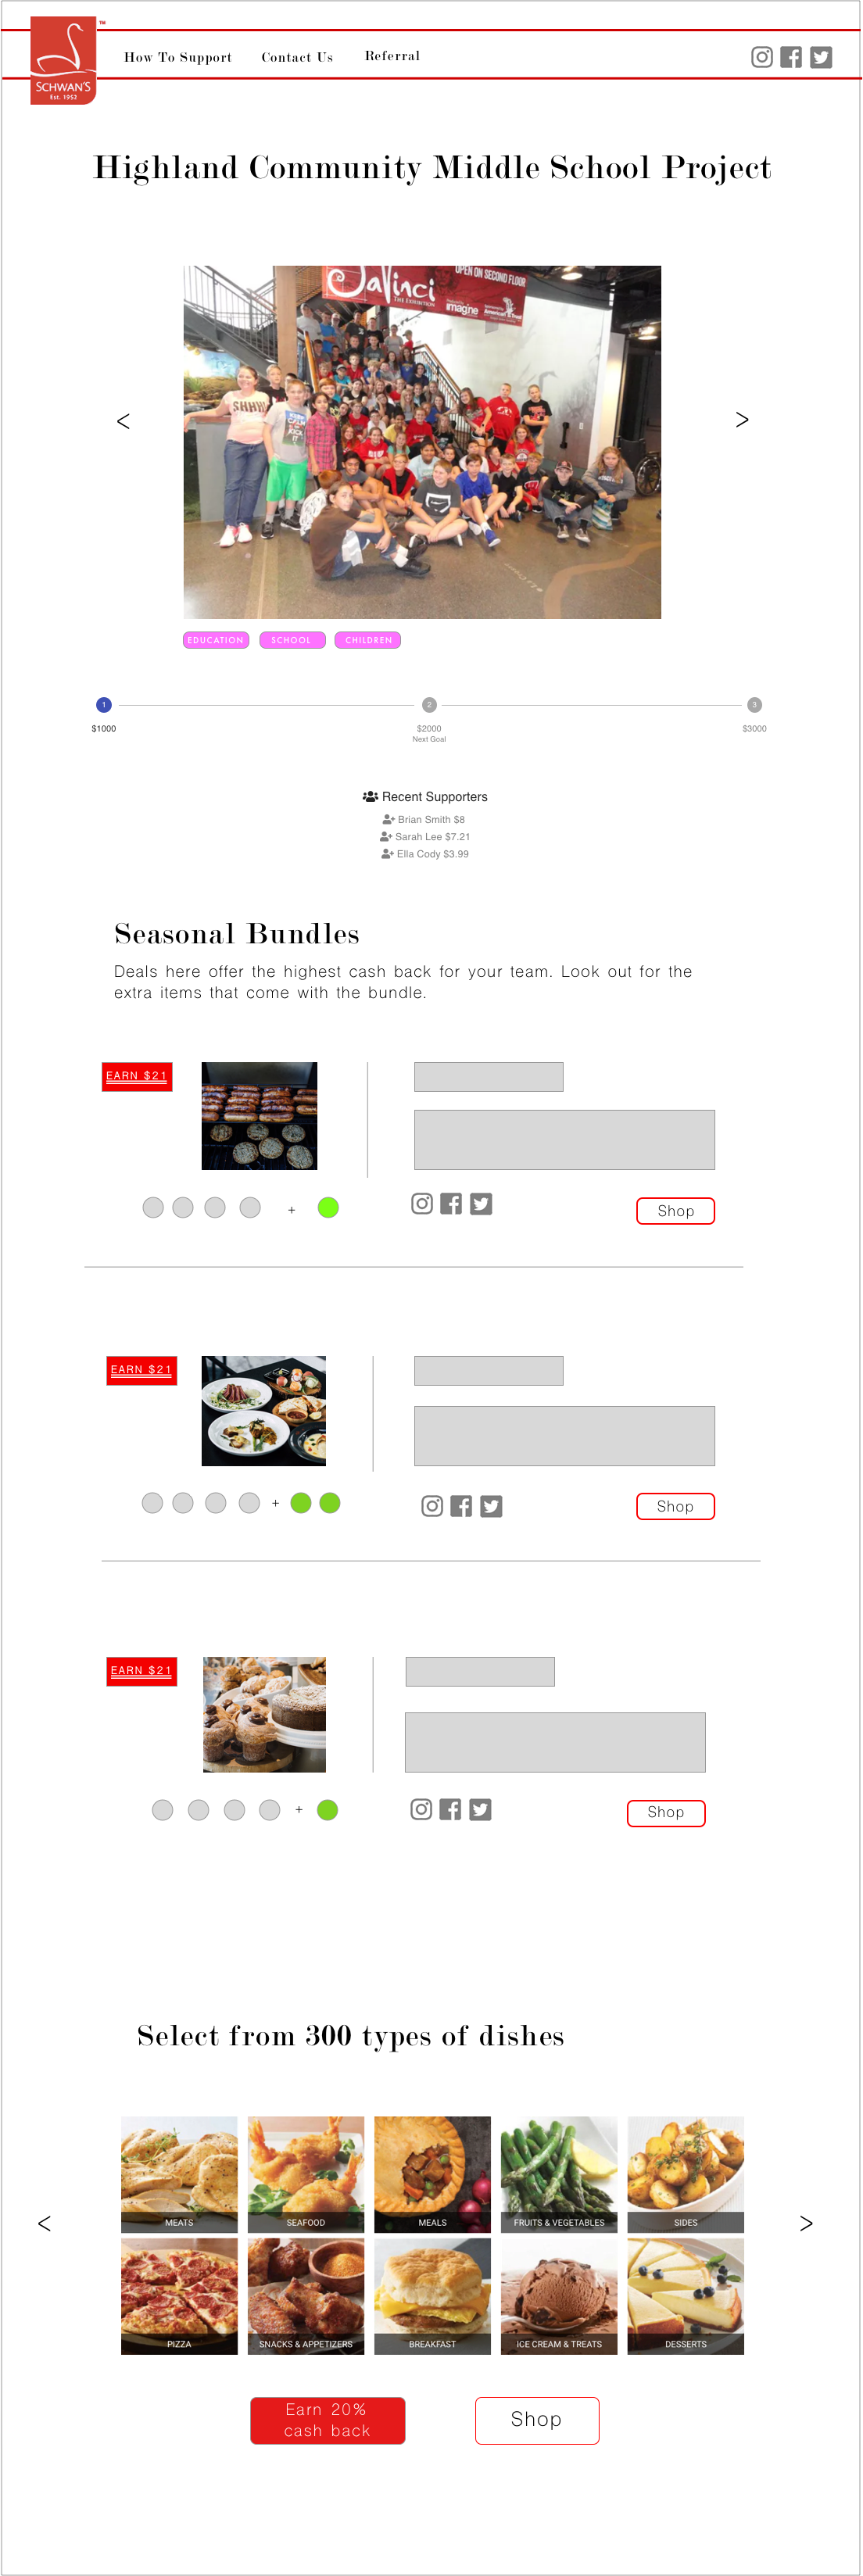 SCHWAN'S
Est. 1952
TM
How To Support
Contact Us
Referral
Highland Community Middle School Project
DaVinci
THE EXHIBITION
OPEN ON SECOND FLOOR
imagine
EDUCATION
SCHOOL
CHILDREN
1
2
3
$1000
$2000
$3000
Next Goal
Recent Supporters
Brian Smith $8
Sarah Lee $7.21
Ella Cody $3.99
Seasonal Bundles
Deals here offer the highest cash back for your team. Look out for the
extra items that come with the bundle.
EARN $21
+
Shop
EARN $21
+
Shop
EARN $21
+
Shop
Select from 300 types of dishes
<
>
MEATS
SEAFOOD
MEALS
FRUITS & VEGETABLES
SIDES
PIZZA
SNACKS & APPETIZERS
BREAKFAST
ICE CREAM & TREATS
DESSERTS
Earn 20%
cash back
Shop